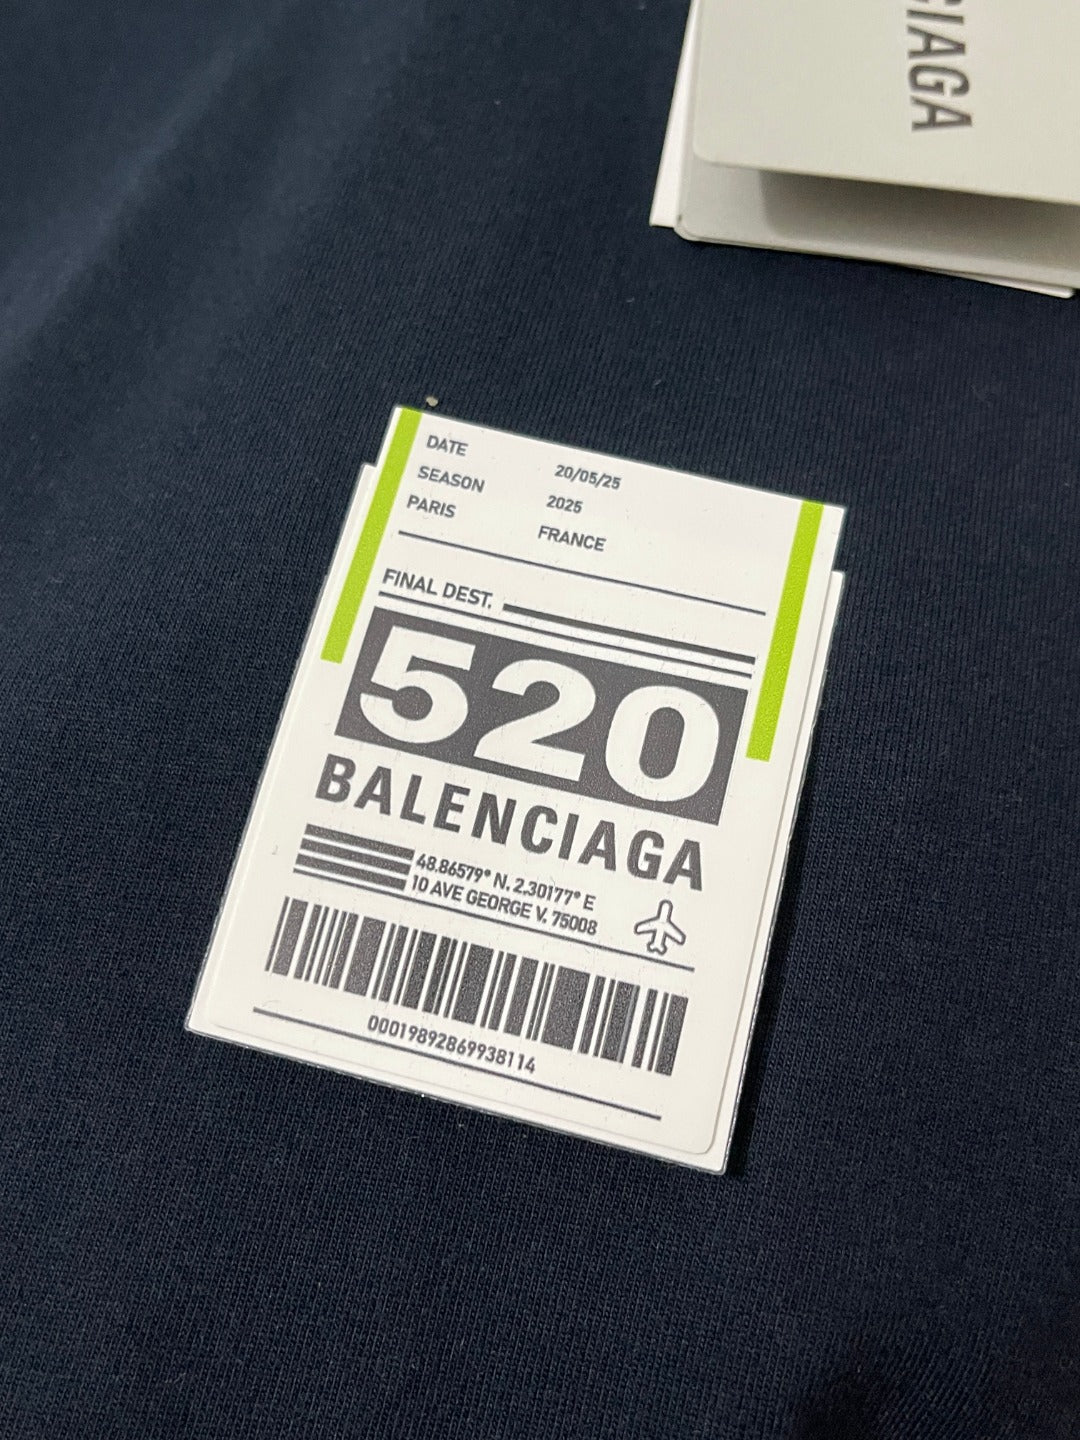 CIAGA
DATE 20/05/25
SEASON 2025
PARIS FRANCE
FINAL DEST.
520
BALENCIAGA
48.86579° N. 2.30177° E
10 AVE GEORGE V. 75008
00019892869938114